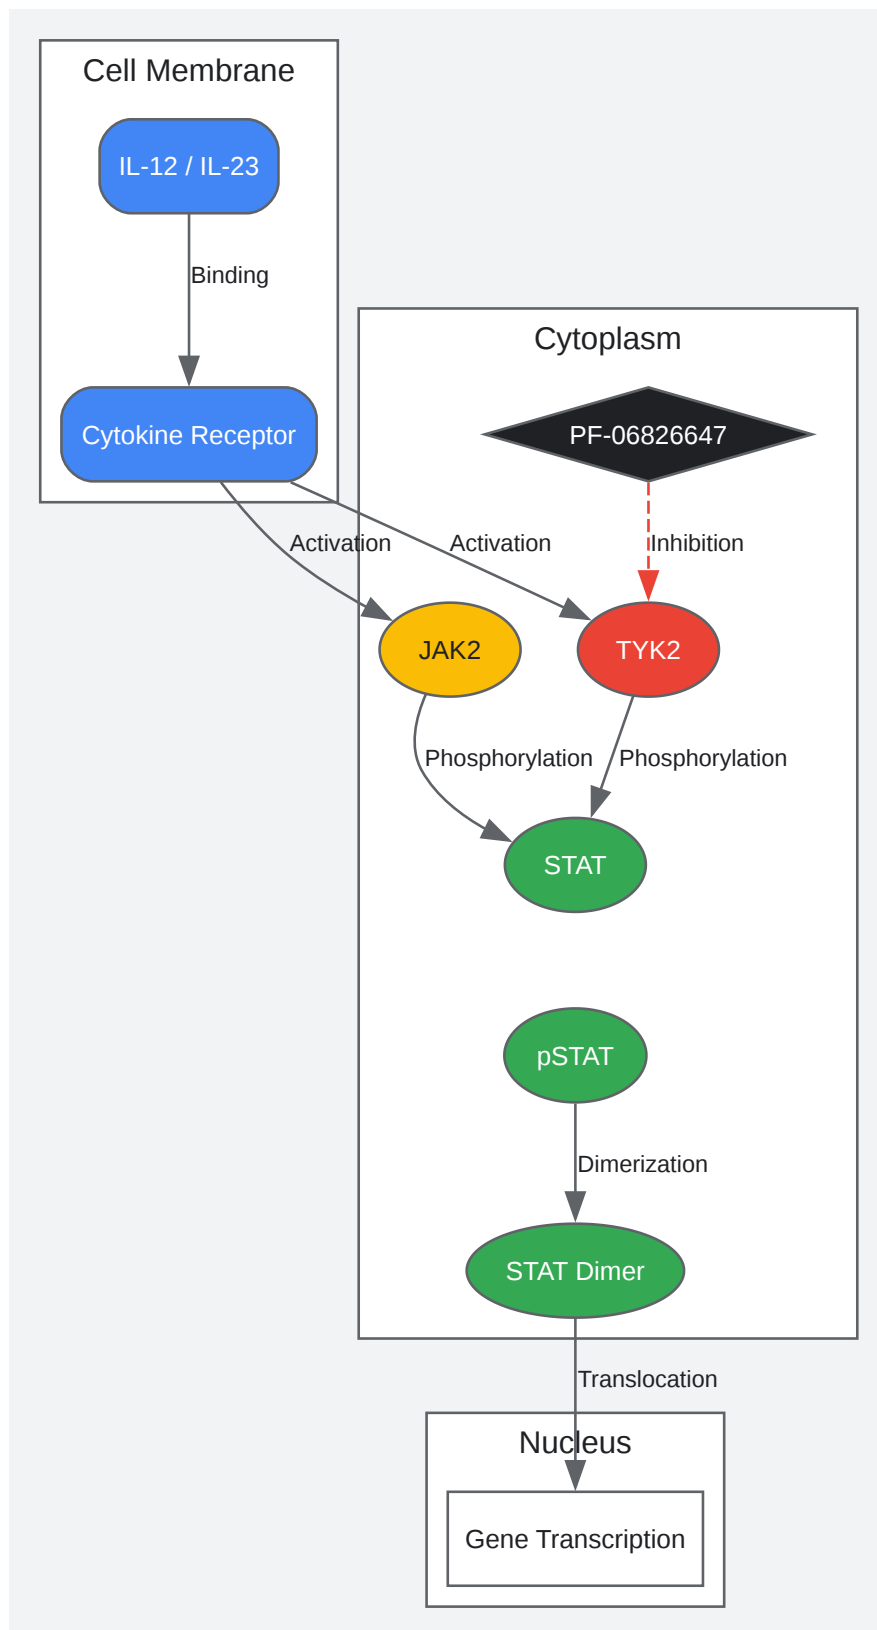 Cell Membrane
IL-12 / IL-23
Binding
Cytokine Receptor
Cytoplasm
PF-06826647
Activation
Activation
Inhibition
JAK2
TYK2
Phosphorylation
Phosphorylation
STAT
pSTAT
Dimerization
STAT Dimer
Translocation
Nucleus
Gene Transcription